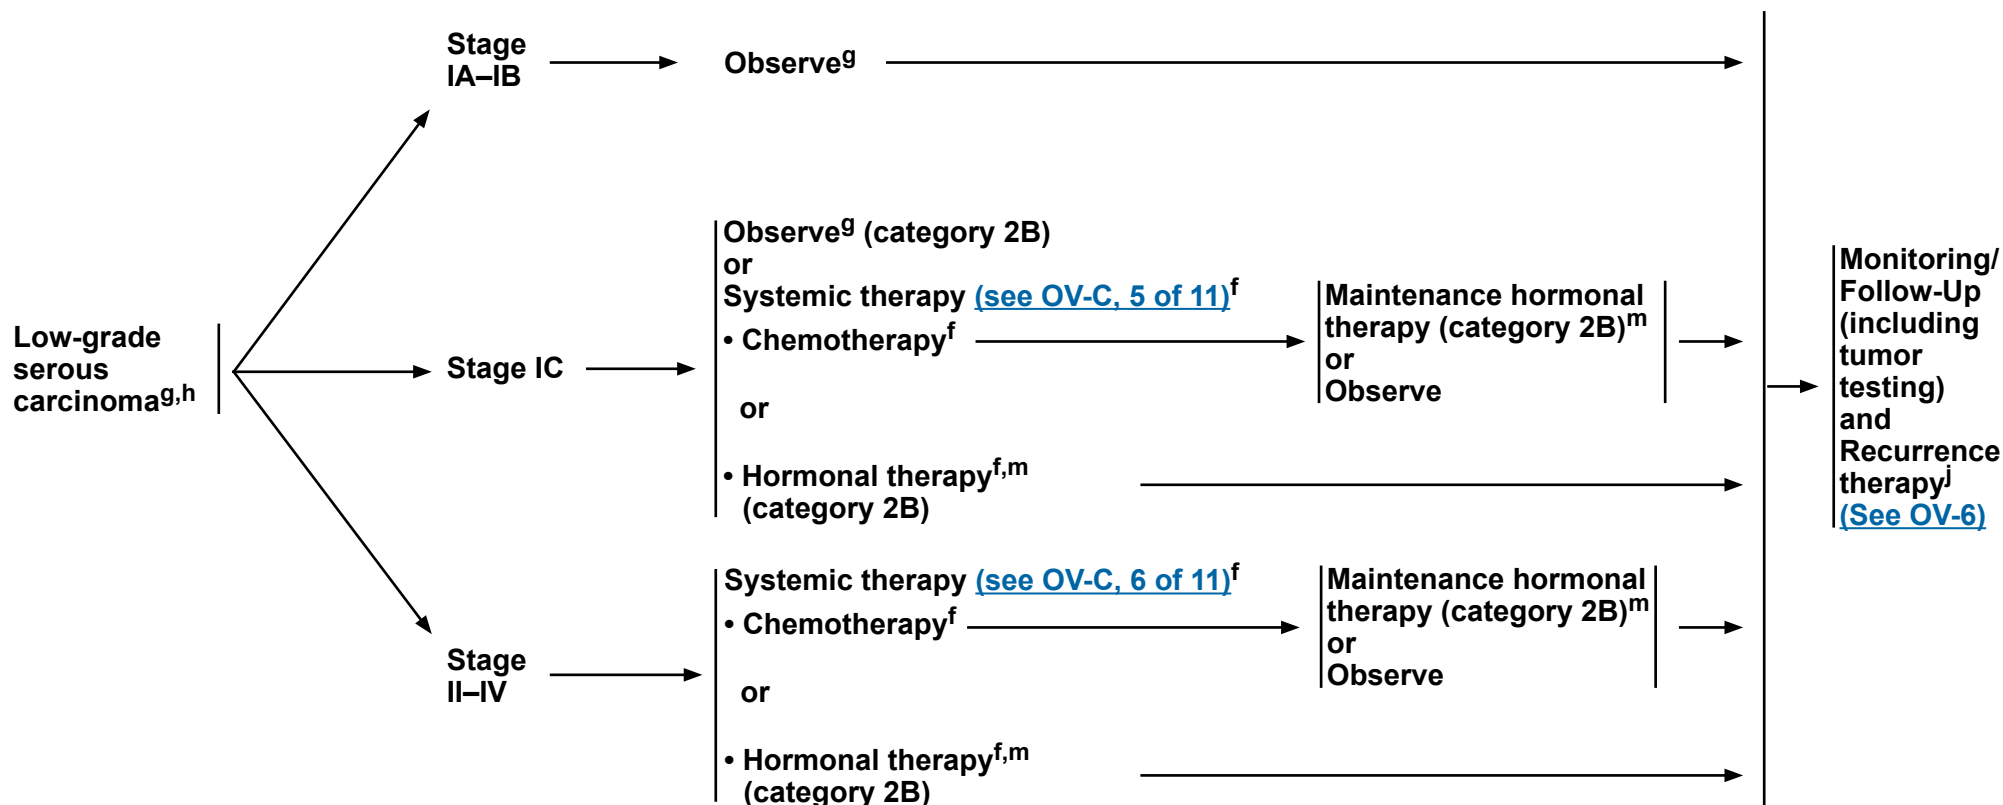 Low-grade
serous
carcinomag,h
Stage
IA–IB
Observeg
Stage IC
Observeg (category 2B)
or
Systemic therapy (see OV-C, 5 of 11)f
• Chemotherapyf
or
• Hormonal therapyf,m
(category 2B)
Maintenance hormonal
therapy (category 2B)m
or
Observe
Stage
II–IV
Systemic therapy (see OV-C, 6 of 11)f
• Chemotherapyf
or
• Hormonal therapyf,m
(category 2B)
Maintenance hormonal
therapy (category 2B)m
or
Observe
Monitoring/
Follow-Up
(including
tumor
testing)
and
Recurrence
therapyj
(See OV-6)